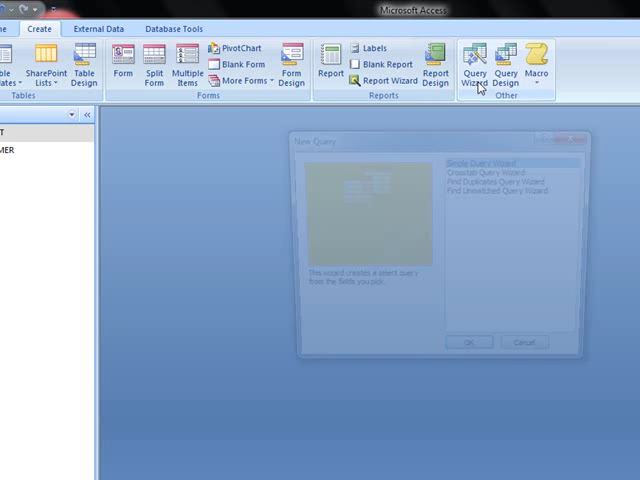 Microsoft Access
Create
External Data
Database Tools
SharePoint Lists
Table Design
Tables
Form
Split Form
Multiple Items
PivotChart
Blank Form
More Forms
Form Design
Forms
Report
Labels
Blank Report
Report Wizard
Report Design
Reports
Query Wizard
Query Design
Macro
Other
T
MER
New Query
Simple Query Wizard
Crosstab Query Wizard
Find Duplicates Query Wizard
Find Unmatched Query Wizard
This wizard creates a select query
from the fields you pick.
OK
Cancel